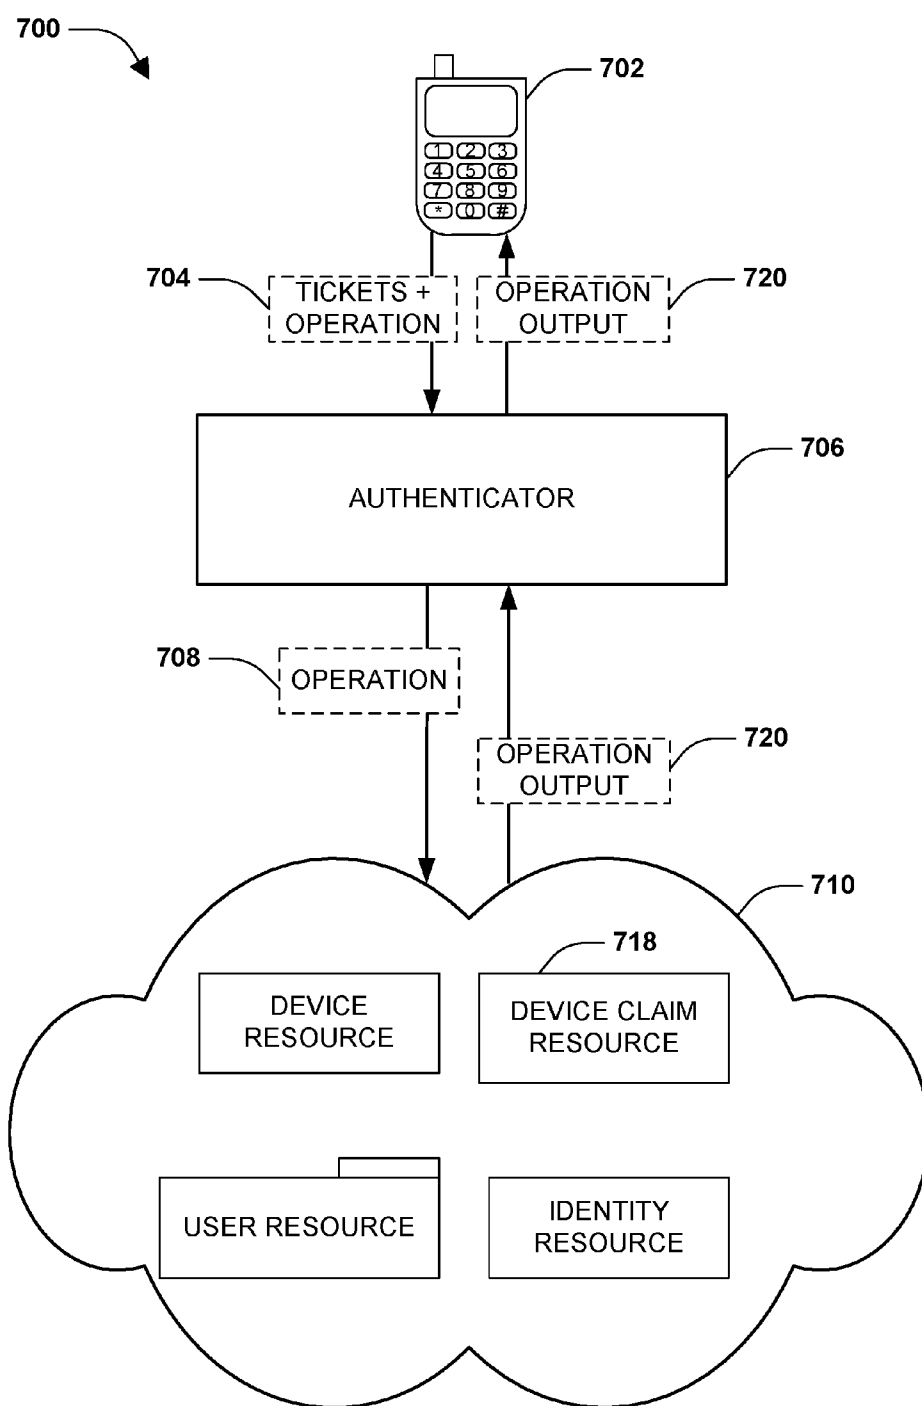 700
702
1 2 3
4 5 6
7 8 9
* 0 #
704
TICKETS +
OPERATION
OPERATION
OUTPUT
720
706
AUTHENTICATOR
708
OPERATION
OPERATION
OUTPUT
720
710
718
DEVICE
RESOURCE
DEVICE CLAIM
RESOURCE
USER RESOURCE
IDENTITY
RESOURCE